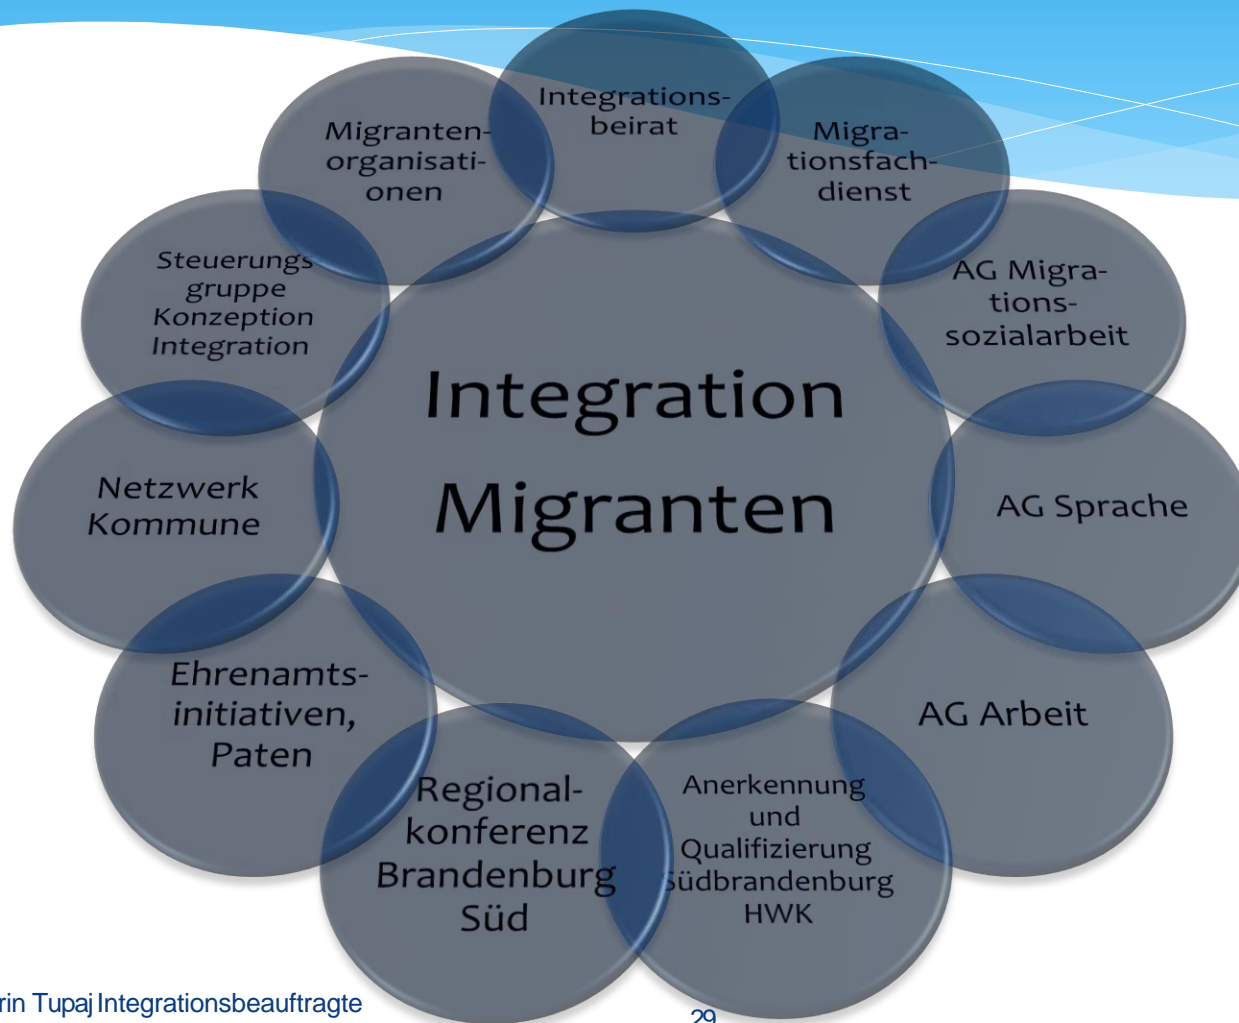 Integrations-
beirat
Migra-
tionsfach-
dienst
AG Migra-
tions-
sozialarbeit
AG Sprache
AG Arbeit
Anerkennung
und
Qualifizierung
Südbrandenburg
HWK
Regional-
konferenz
Brandenburg
Süd
Ehrenamts-
initiativen,
Paten
Netzwerk
Kommune
Steuerungs
gruppe
Konzeption
Integration
Migranten-
organisati-
onen
Integration
Migranten
rin Tupaj Integrationsbeauftragte
29